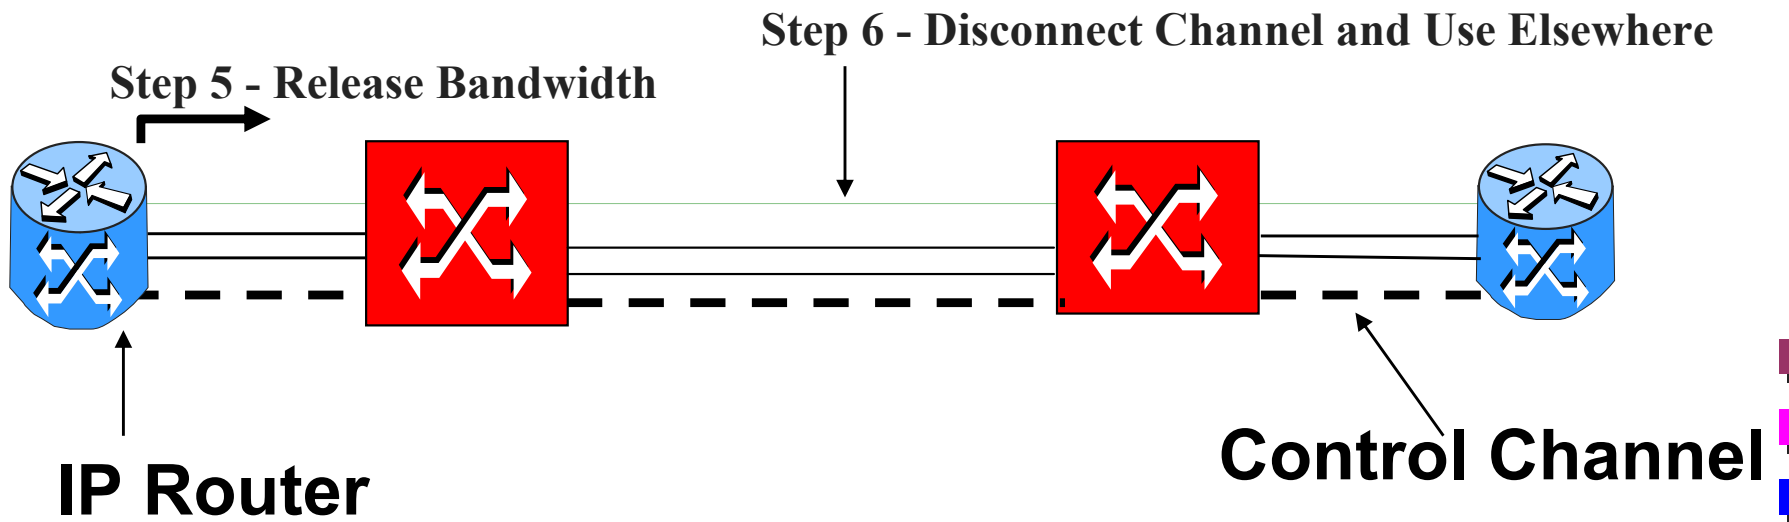 Step 6 - Disconnect Channel and Use Elsewhere
Step 5 - Release Bandwidth
Control Channel
IP Router